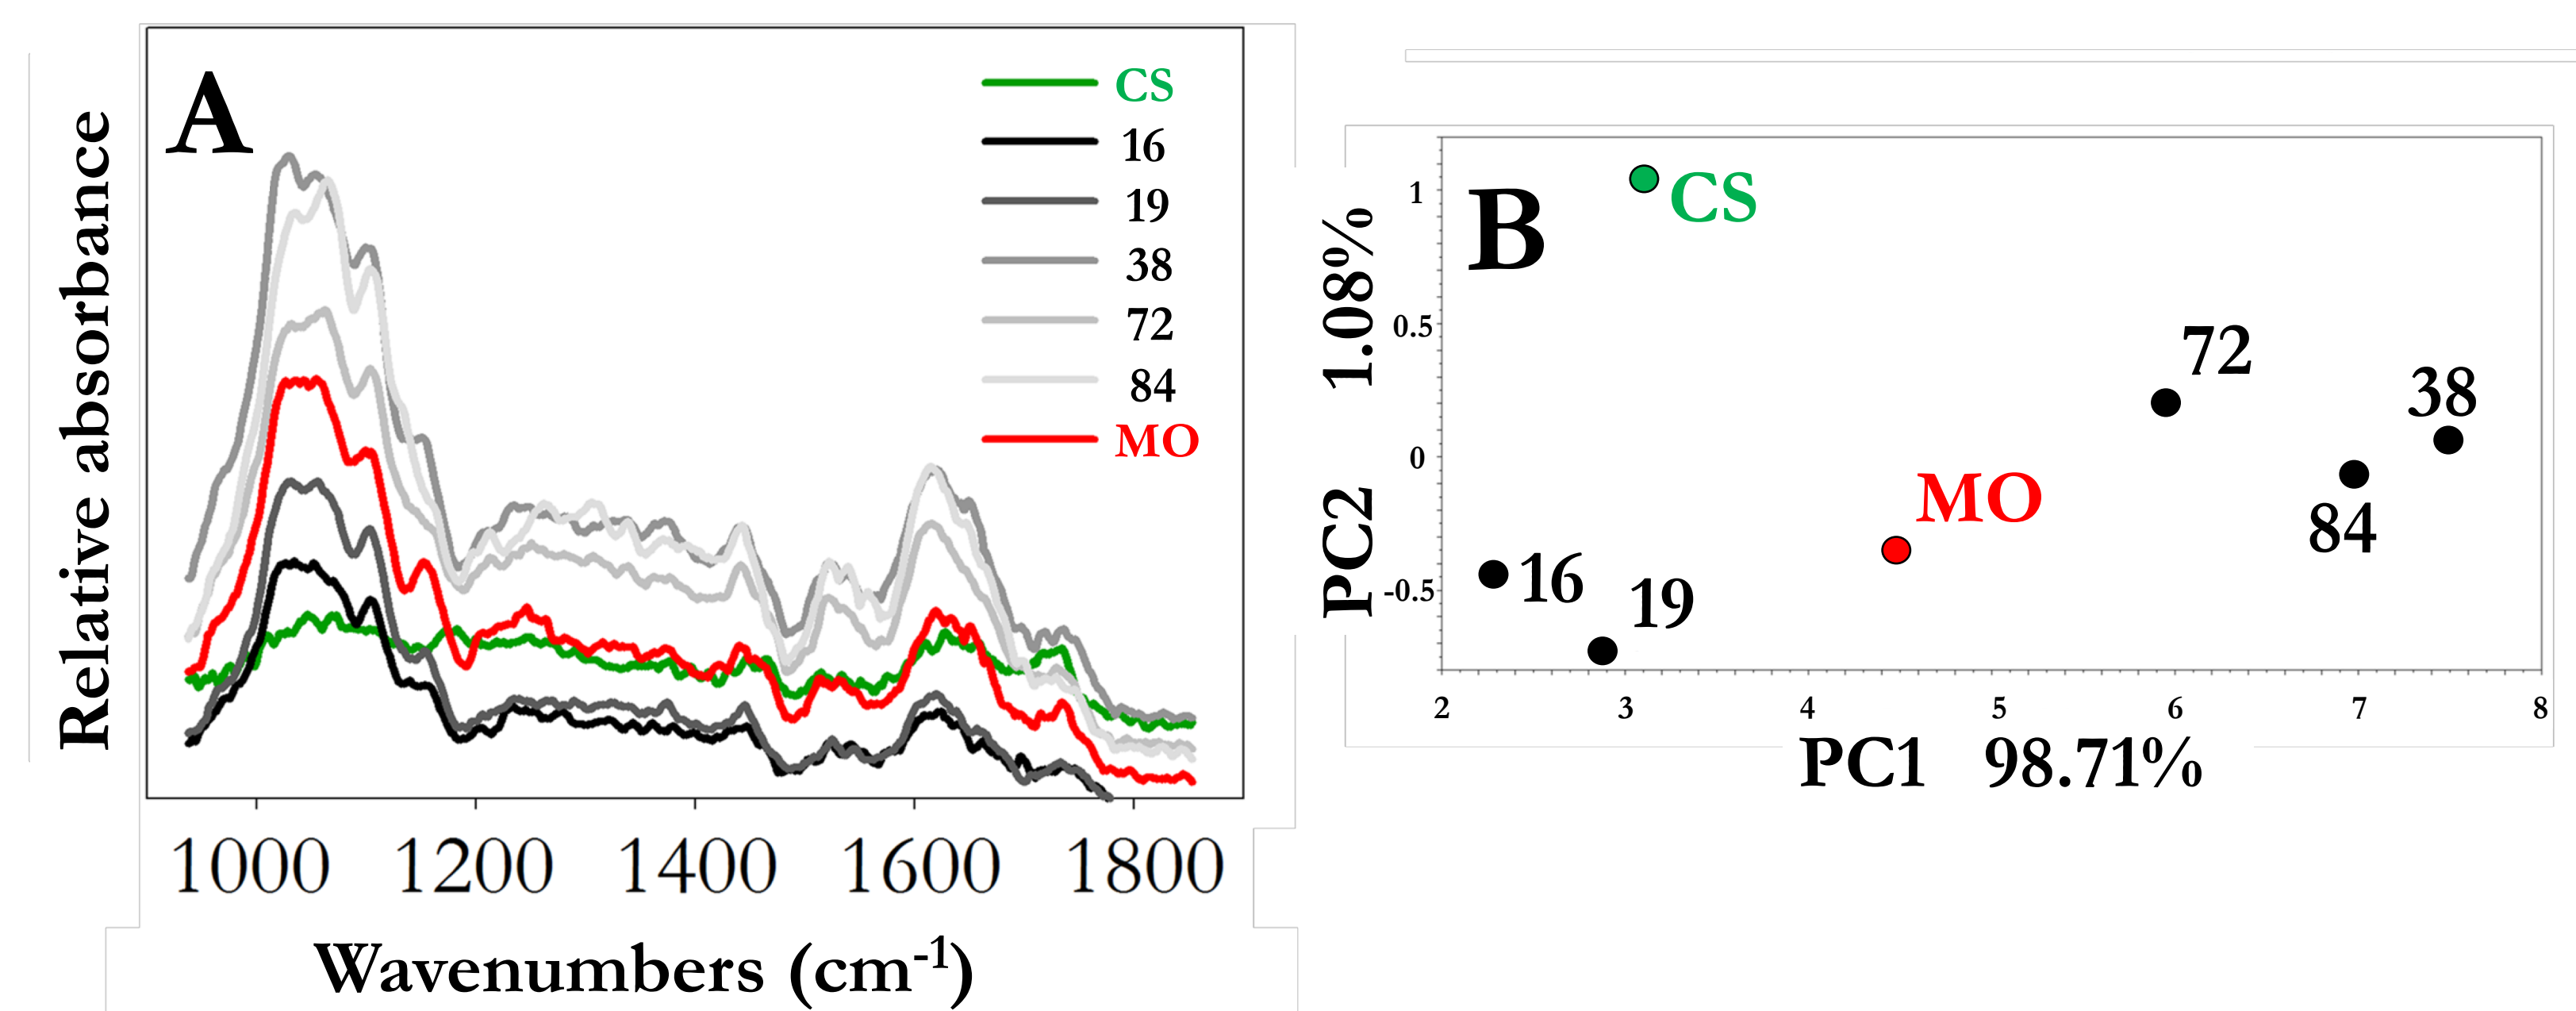 A
CS
16
19
38
72
84
MO
Relative absorbance
1000 1200 1400 1600 1800
Wavenumbers (cm-1)
B
CS
72
38
84
MO
16
19
1
0.5
0
-0.5
PC2 1.08%
2 3 4 5 6 7 8
PC1 98.71%